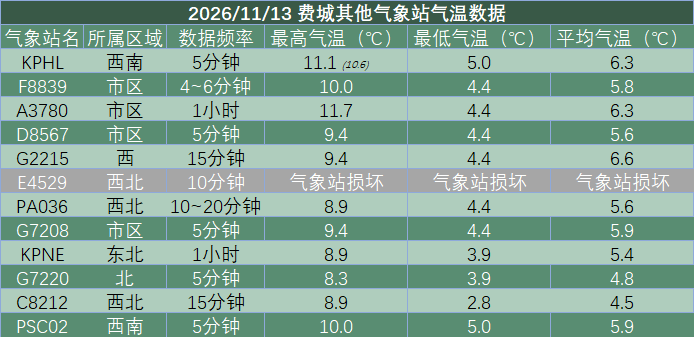 2026/11/13 费城其他气象站气温数据
气象站名 所属区域 数据频率 最高气温（℃） 最低气温（℃） 平均气温（℃）
KPHL 西南 5分钟 11.1 (10.6) 5.0 6.3
F8839 市区 4~6分钟 10.0 4.4 5.8
A3780 市区 1小时 11.7 4.4 6.3
D8567 市区 5分钟 9.4 4.4 5.6
G2215 西 15分钟 9.4 4.4 6.6
E4529 西北 10分钟 气象站损坏 气象站损坏 气象站损坏
PA036 西北 10~20分钟 8.9 4.4 5.6
G7208 市区 5分钟 9.4 4.4 5.9
KPNE 东北 1小时 8.9 3.9 5.4
G7220 北 5分钟 8.3 3.9 4.8
C8212 西北 15分钟 8.9 2.8 4.5
PSC02 西南 5分钟 10.0 5.0 5.9